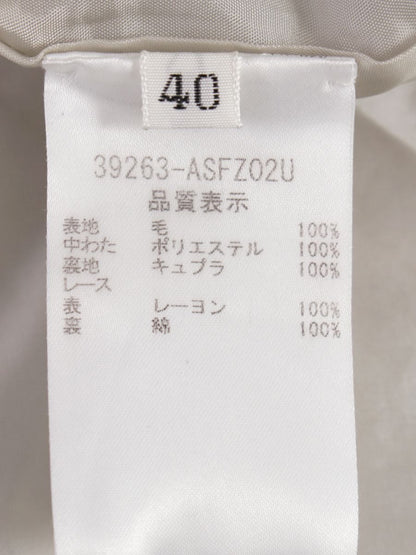 40
39263-ASFZ02U
品質表示
表地 毛 100%
中わた ポリエステル 100%
裏地 キュプラ 100%
レース
表 レーヨン 100%
裏 綿 100%